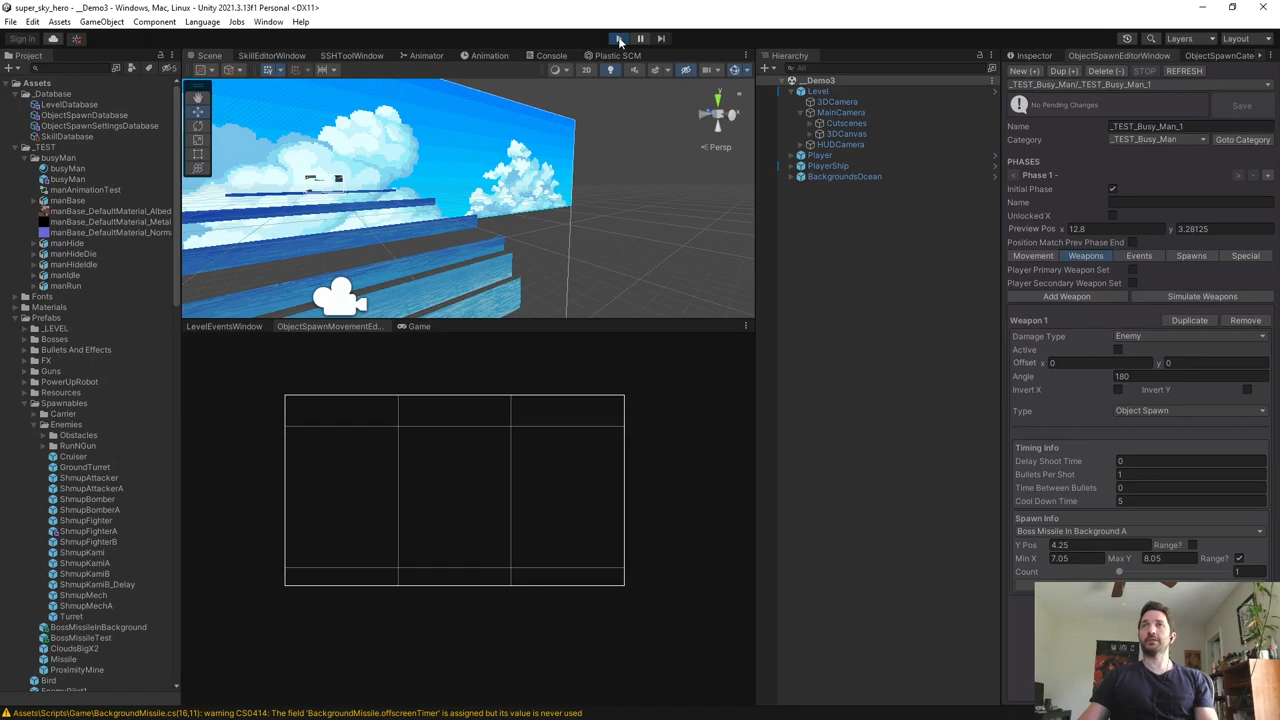 super_sky_hero - __Demo3 - Windows, Mac, Linux - Unity 2021.3.13f1 Personal <DX11>
File Edit Assets GameObject Component Cutscenes Language Jobs Window Help
Sign in
Layers Layout
Project
Scene SkillEditorWindow SSHToolWindow Animator Animation Console Plastic SCM
2D
y
Persp
Assets
_Database
LevelDatabase
ObjectSpawnDatabase
ObjectSpawnSettingsDatabase
SkillDatabase
_TEST
busyMan
busyMan
busyMan
manAnimationTest
manBase
manBase_DefaultMaterial_Albed
manBase_DefaultMaterial_Metal
manBase_DefaultMaterial_Norm
manHide
manHideDie
manHideIdle
manIdle
manRun
Fonts
Materials
Prefabs
_LEVEL
Bosses
Bullets And Effects
FX
Guns
PowerUpRobot
Resources
Spawnables
Carrier
Enemies
Obstacles
RunNGun
Cruiser
GroundTurret
ShmupAttacker
ShmupAttackerA
ShmupBomber
ShmupBomberA
ShmupFighter
ShmupFighterA
ShmupFighterB
ShmupKami
ShmupKamiA
ShmupKamiB
ShmupKamiB_Delay
ShmupMech
ShmupMechA
Turret
BossMissileInBackground
BossMissileTest
CloudsBigX2
Missile
ProximityMine
Bird
EnemyPilot1
LevelEventsWindow ObjectSpawnMovementEd... Game
Hierarchy
All
__Demo3
Level
3DCamera
MainCamera
Cutscenes
3DCanvas
HUDCamera
Player
PlayerShip
BackgroundsOcean
Inspector ObjectSpawnEditorWindow ObjectSpawnCate
New (+) Dup (+) Delete (-) STOP REFRESH
_TEST_Busy_Man/_TEST_Busy_Man_1
No Pending Changes Save
Name _TEST_Busy_Man_1
Category _TEST_Busy_Man Goto Category
PHASES
Phase 1 -
Initial Phase
Name
Unlocked X
Preview Pos x 12.8 y 3.28125
Position Match Prev Phase End
Movement Weapons Events Spawns Special
Player Primary Weapon Set
Player Secondary Weapon Set
Add Weapon Simulate Weapons
Weapon 1 Duplicate Remove
Damage Type Enemy
Active
Offset x 0 y 0
Angle 180
Invert X Invert Y
Type Object Spawn
Timing Info
Delay Shoot Time 0
Bullets Per Shot 1
Time Between Bullets 0
Cool Down Time 5
Spawn Info
Boss Missile In Background A
Y Pos 4.25 Range?
Min X 7.05 Max Y 8.05 Range?
Count 1
Assets\Scripts\Game\BackgroundMissile.cs(16,11): warning CS0414: The field 'BackgroundMissile.offscreenTimer' is assigned but its value is never used